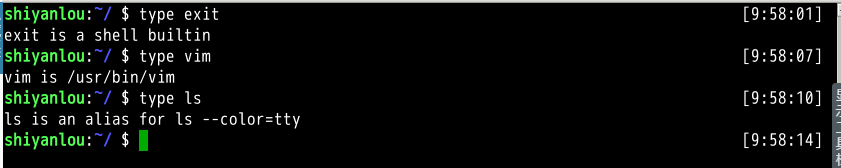 shiyanlou:~/ $ type exit [9:58:01]
exit is a shell builtin
shiyanlou:~/ $ type vim [9:58:07]
vim is /usr/bin/vim
shiyanlou:~/ $ type ls [9:58:10]
ls is an alias for ls --color=tty
shiyanlou:~/ $ [9:58:14]